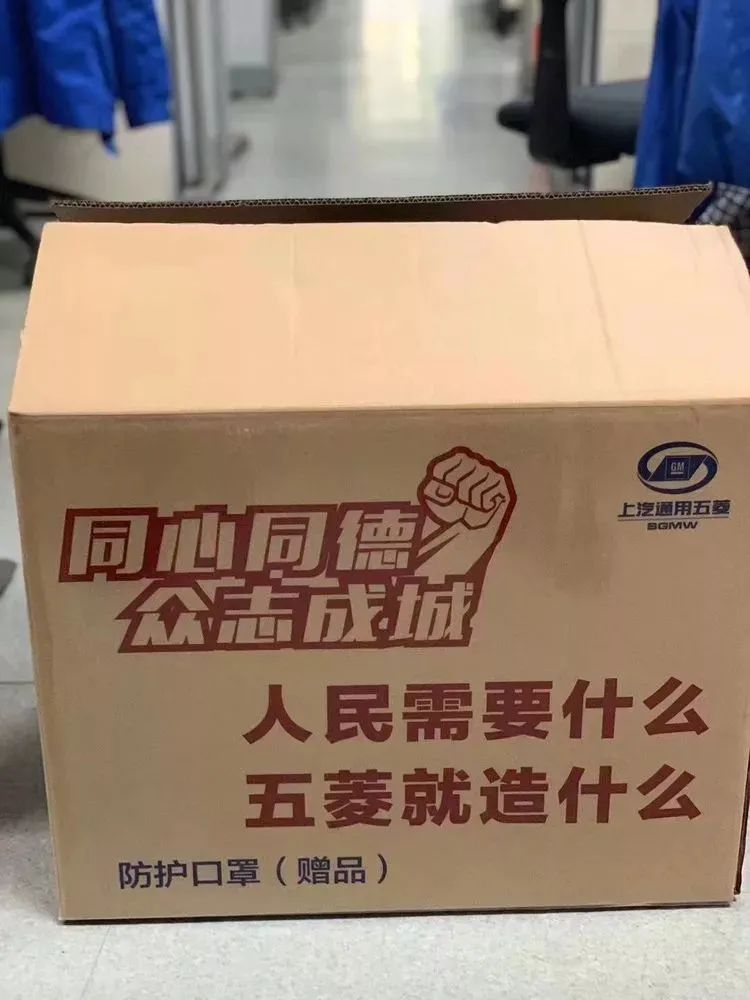 GM
上汽通用五菱
SGMW
同心同德
众志成城
人民需要什么
五菱就造什么
防护口罩（赠品）